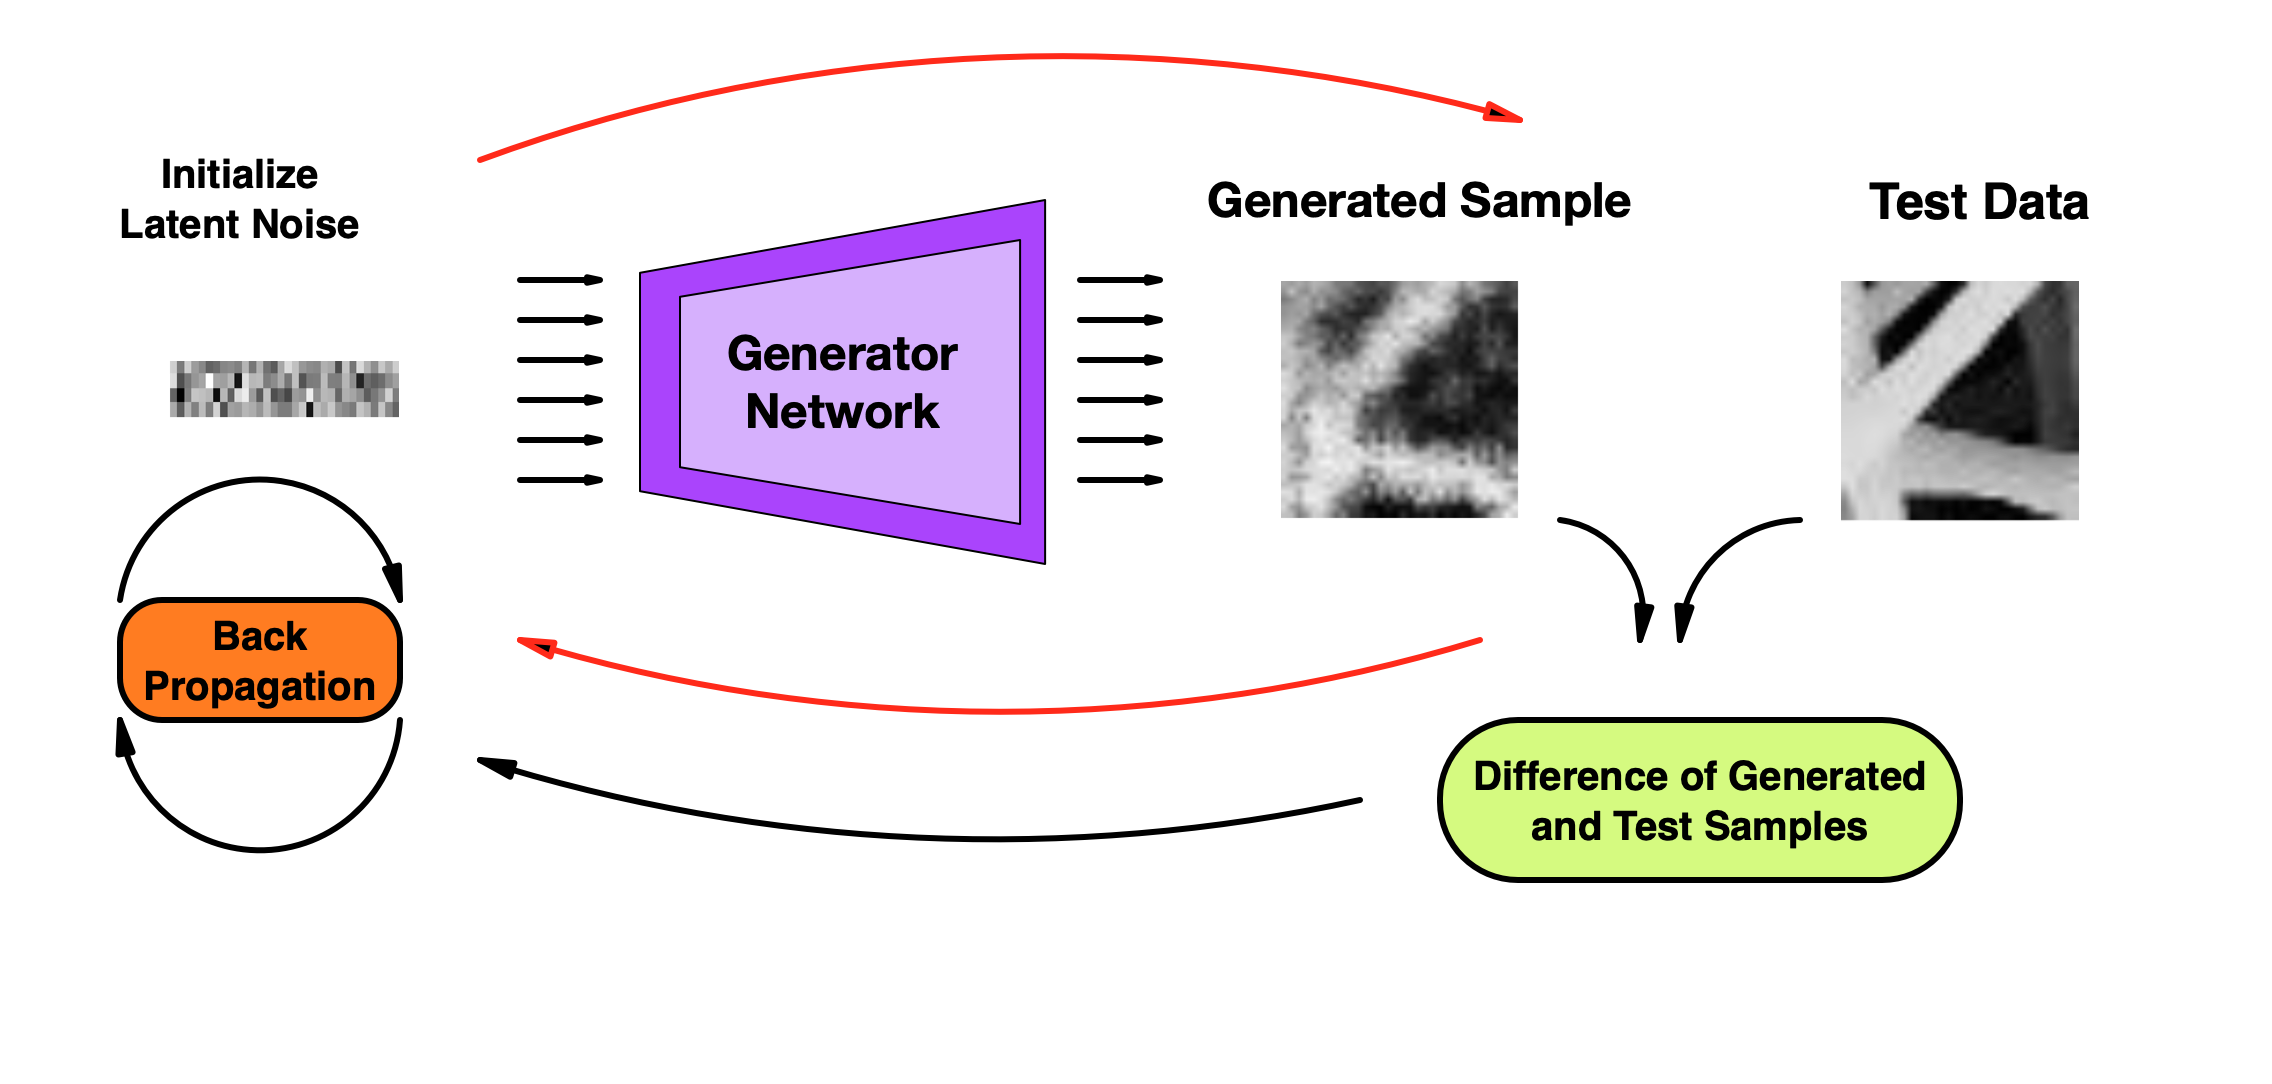 Initialize
Latent Noise
Generator
Network
Generated Sample
Test Data
Back
Propagation
Difference of Generated
and Test Samples